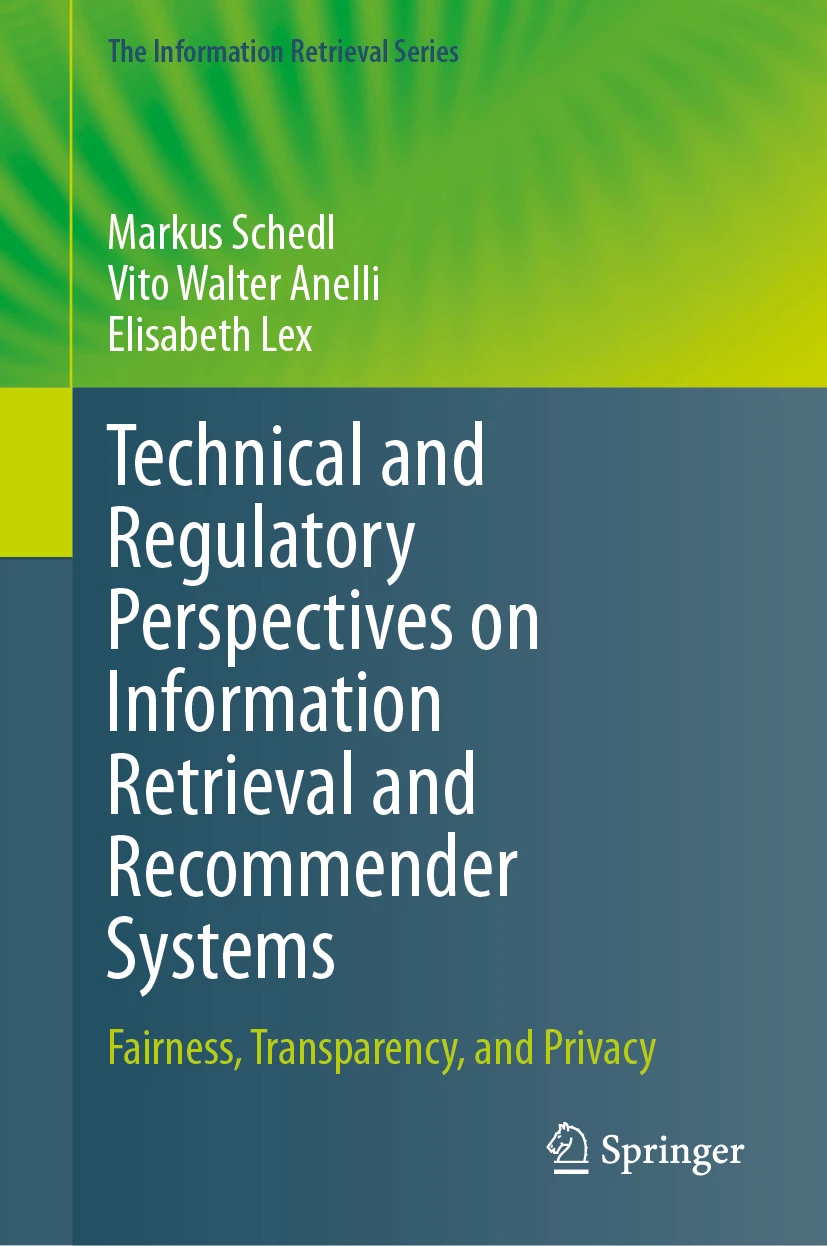 The Information Retrieval Series
Markus Schedl
Vito Walter Anelli
Elisabeth Lex
Technical and
Regulatory
Perspectives on
Information
Retrieval and
Recommender
Systems
Fairness, Transparency, and Privacy
Springer